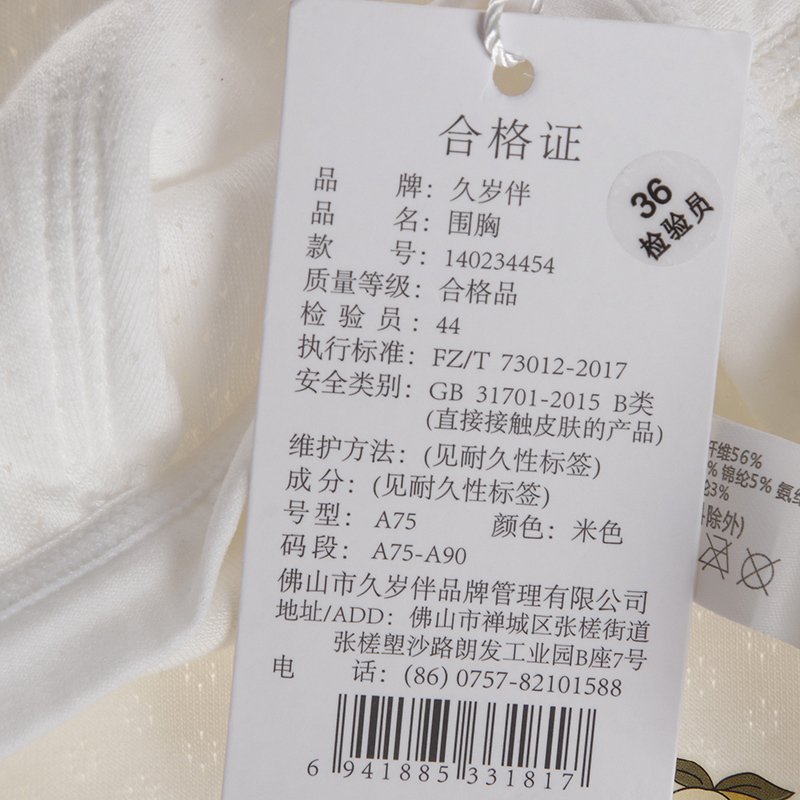 合格证
36
检验员
品 牌：久岁伴
品 名：围胸
款 号：140234454
质量等级：合格品
检 验 员：44
执行标准：FZ/T 73012-2017
安全类别：GB 31701-2015 B类
(直接接触皮肤的产品)
维护方法：(见耐久性标签)
成 分：(见耐久性标签)
号 型：A75 颜色：米色
码 段：A75-A90
佛山市久岁伴品牌管理有限公司
地址/ADD：佛山市禅城区张槎街道
张槎塱沙路朗发工业园B座7号
电 话：(86) 0757-82101588
6 941885 331817
纤维56%
% 锦纶5% 氨纶
纶3%
除外)